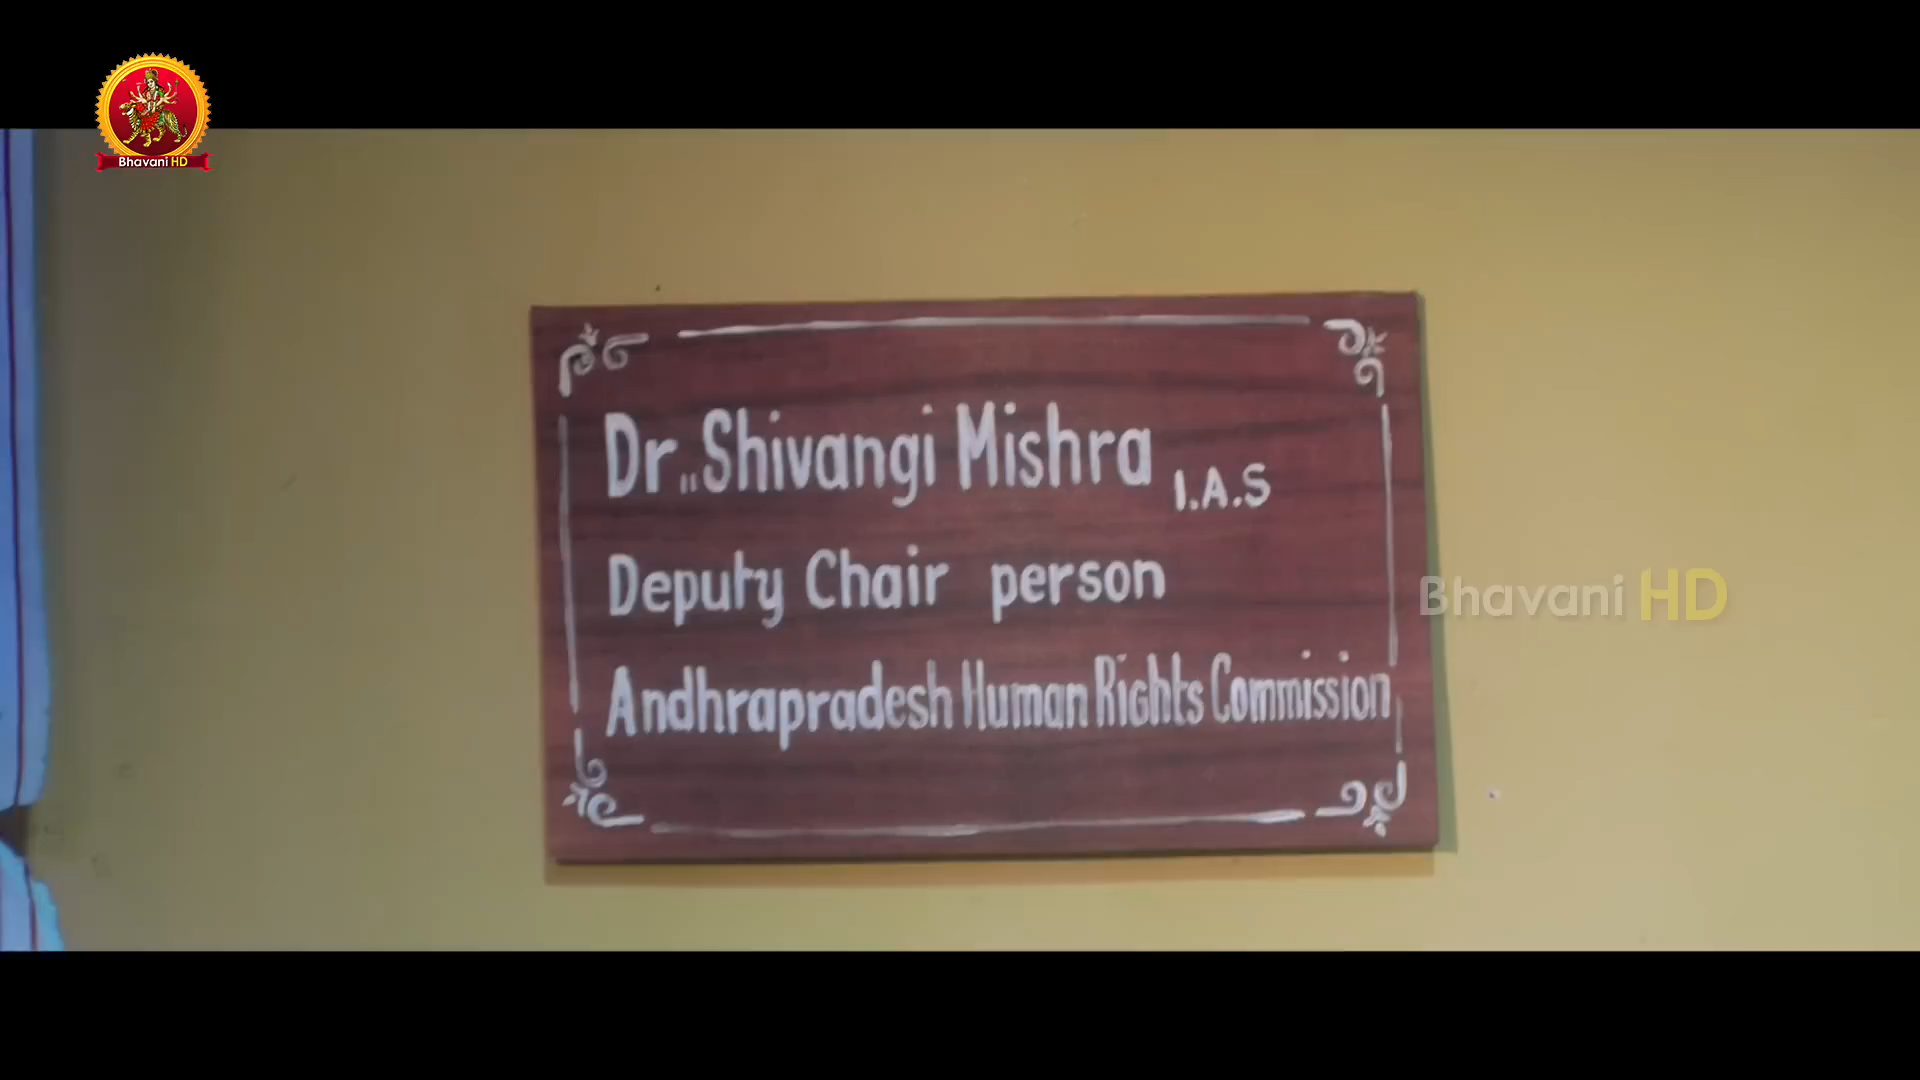 Bhavani HD
Dr.. Shivangi Mishra I.A.S
Deputy Chair person
Bhavani HD
Andhrapradesh Human Rights Commission